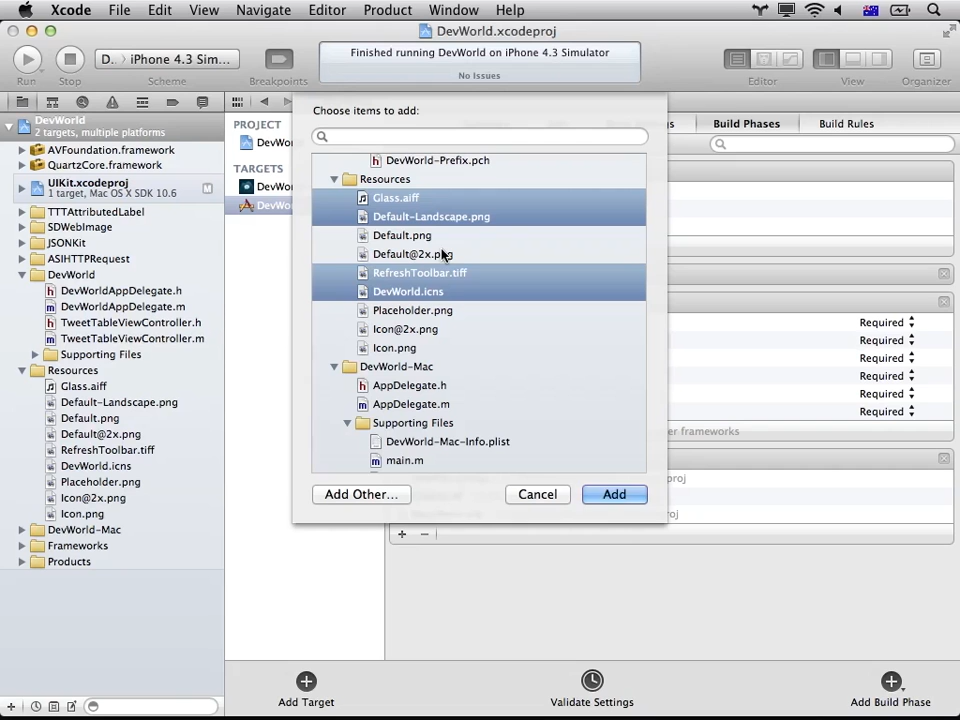 Xcode File Edit View Navigate Editor Product Window Help
DevWorld.xcodeproj
D. iPhone 4.3 Sim...
Finished running DevWorld on iPhone 4.3 Simulator
No Issues
Run Stop Scheme Breakpoints Editor View Organizer
DevWorld
2 targets, multiple platforms
AVFoundation.framework
QuartzCore.framework
UIKit.xcodeproj
1 target, Mac OS X SDK 10.6
M
TTTAttributedLabel
SDWebImage
JSONKit
ASIHTTPRequest
DevWorld
DevWorldAppDelegate.h
DevWorldAppDelegate.m
TweetTableViewController.h
TweetTableViewController.m
Supporting Files
Resources
Glass.aiff
Default-Landscape.png
Default.png
Default@2x.png
RefreshToolbar.tiff
DevWorld.icns
Placeholder.png
Icon@2x.png
Icon.png
DevWorld-Mac
Frameworks
Products
PROJECT
DevWor
TARGETS
DevWor
DevWo
Build Phases
Build Rules
Choose items to add:
DevWorld-Prefix.pch
Resources
Glass.aiff
Default-Landscape.png
Default.png
Default@2x.png
RefreshToolbar.tiff
DevWorld.icns
Placeholder.png
Icon@2x.png
Icon.png
DevWorld-Mac
AppDelegate.h
AppDelegate.m
Supporting Files
DevWorld-Mac-Info.plist
main.m
Add Other...
Cancel
Add
Required
Required
Required
Required
Required
Required
er frameworks
Add Target
Validate Settings
Add Build Phase